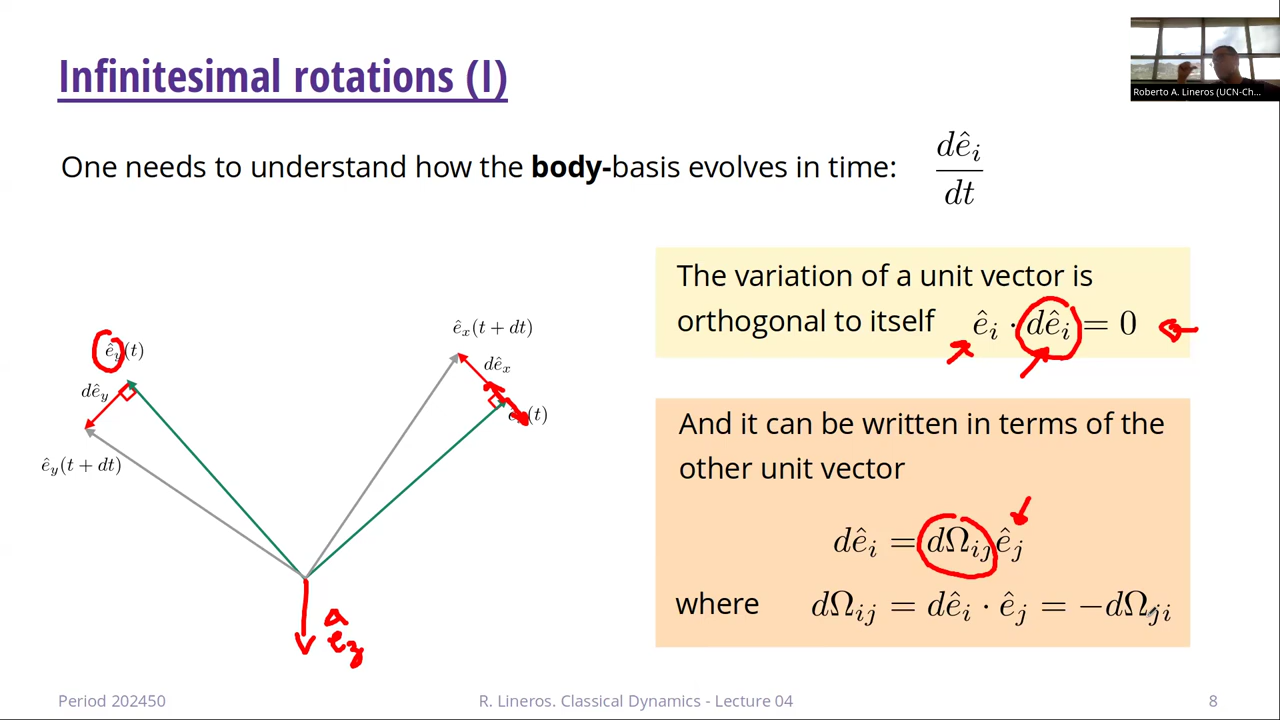 Infinitesimal rotations (I)
Roberto A. Lineros (UCN-Ch...
One needs to understand how the body-basis evolves in time: dê_i/dt
The variation of a unit vector is
orthogonal to itself ê_i · dê_i = 0
ê_x(t + dt)
dê_x
(t)
ê_y(t)
dê_y
ê_y(t + dt)
ê_z
And it can be written in terms of the
other unit vector
dê_i = dΩ_ij ê_j
where dΩ_ij = dê_i · ê_j = −dΩ_ji
Period 202450
R. Lineros. Classical Dynamics - Lecture 04
8